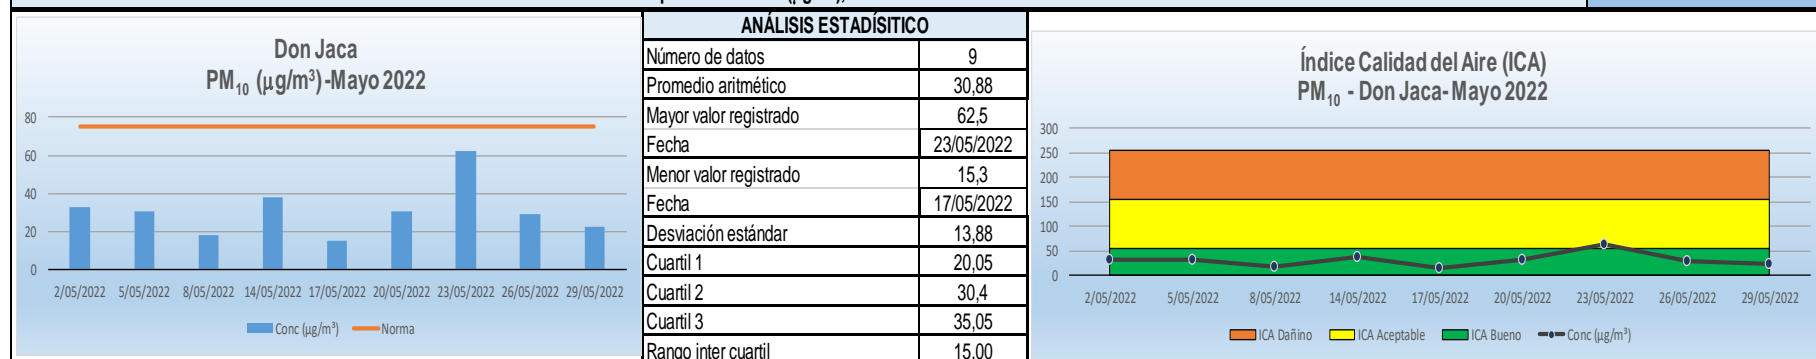 Don Jaca
PM₁₀ (µg/m³)-Mayo 2022
80
60
40
20
0
2/05/2022 5/05/2022 8/05/2022 14/05/2022 17/05/2022 20/05/2022 23/05/2022 26/05/2022 29/05/2022
Conc (µg/m³) Norma
ANÁLISIS ESTADÍSITICO
Número de datos 9
Promedio aritmético 30,88
Mayor valor registrado 62,5
Fecha 23/05/2022
Menor valor registrado 15,3
Fecha 17/05/2022
Desviación estándar 13,88
Cuartil 1 20,05
Cuartil 2 30,4
Cuartil 3 35,05
Rango inter cuartil 15,00
Índice Calidad del Aire (ICA)
PM₁₀ - Don Jaca- Mayo 2022
300
250
200
150
100
50
0
2/05/2022 5/05/2022 8/05/2022 14/05/2022 17/05/2022 20/05/2022 23/05/2022 26/05/2022 29/05/2022
ICA Dañino ICA Aceptable ICA Bueno Conc (µg/m³)